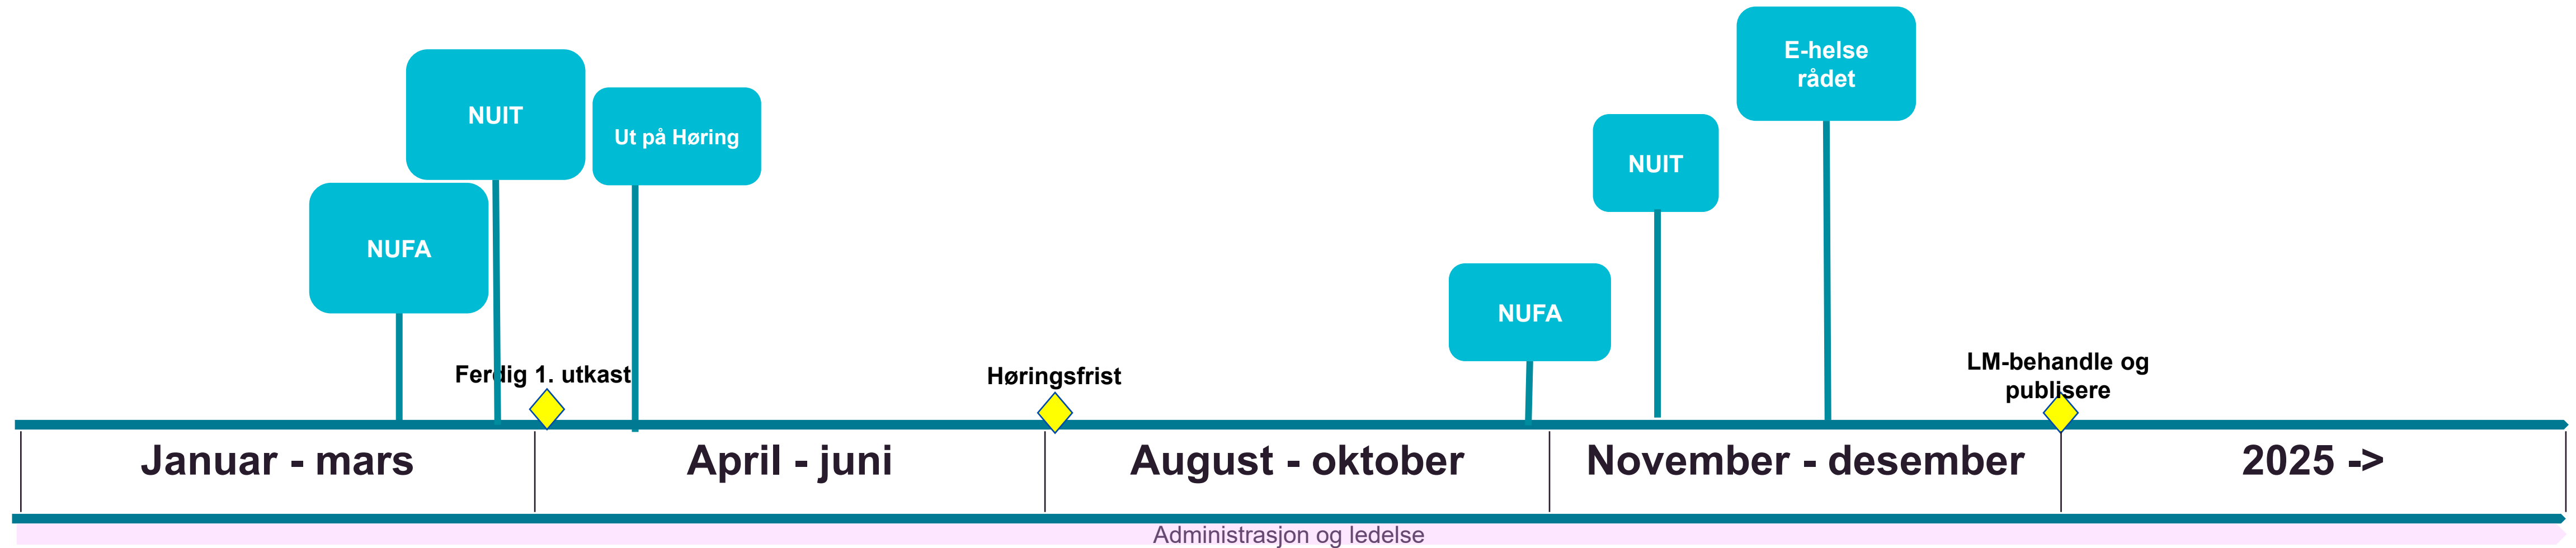 E-helse
rådet
NUIT
Ut på Høring
NUIT
NUFA
NUFA
Ferdig 1. utkast
Høringsfrist
LM-behandle og
publisere
Januar - mars
April - juni
August - oktober
November - desember
2025 ->
Administrasjon og ledelse